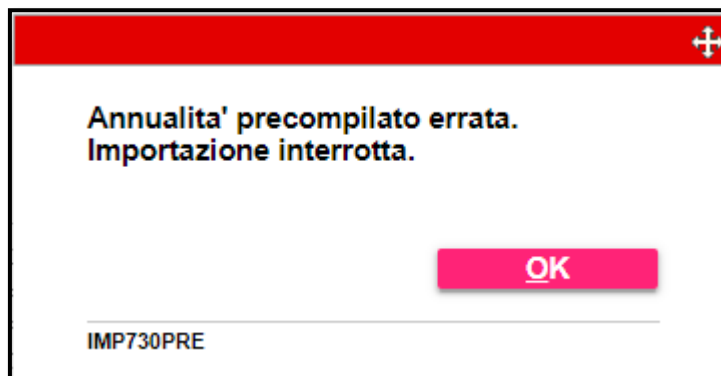 Annualita' precompilato errata.
Importazione interrotta.
OK
IMP730PRE